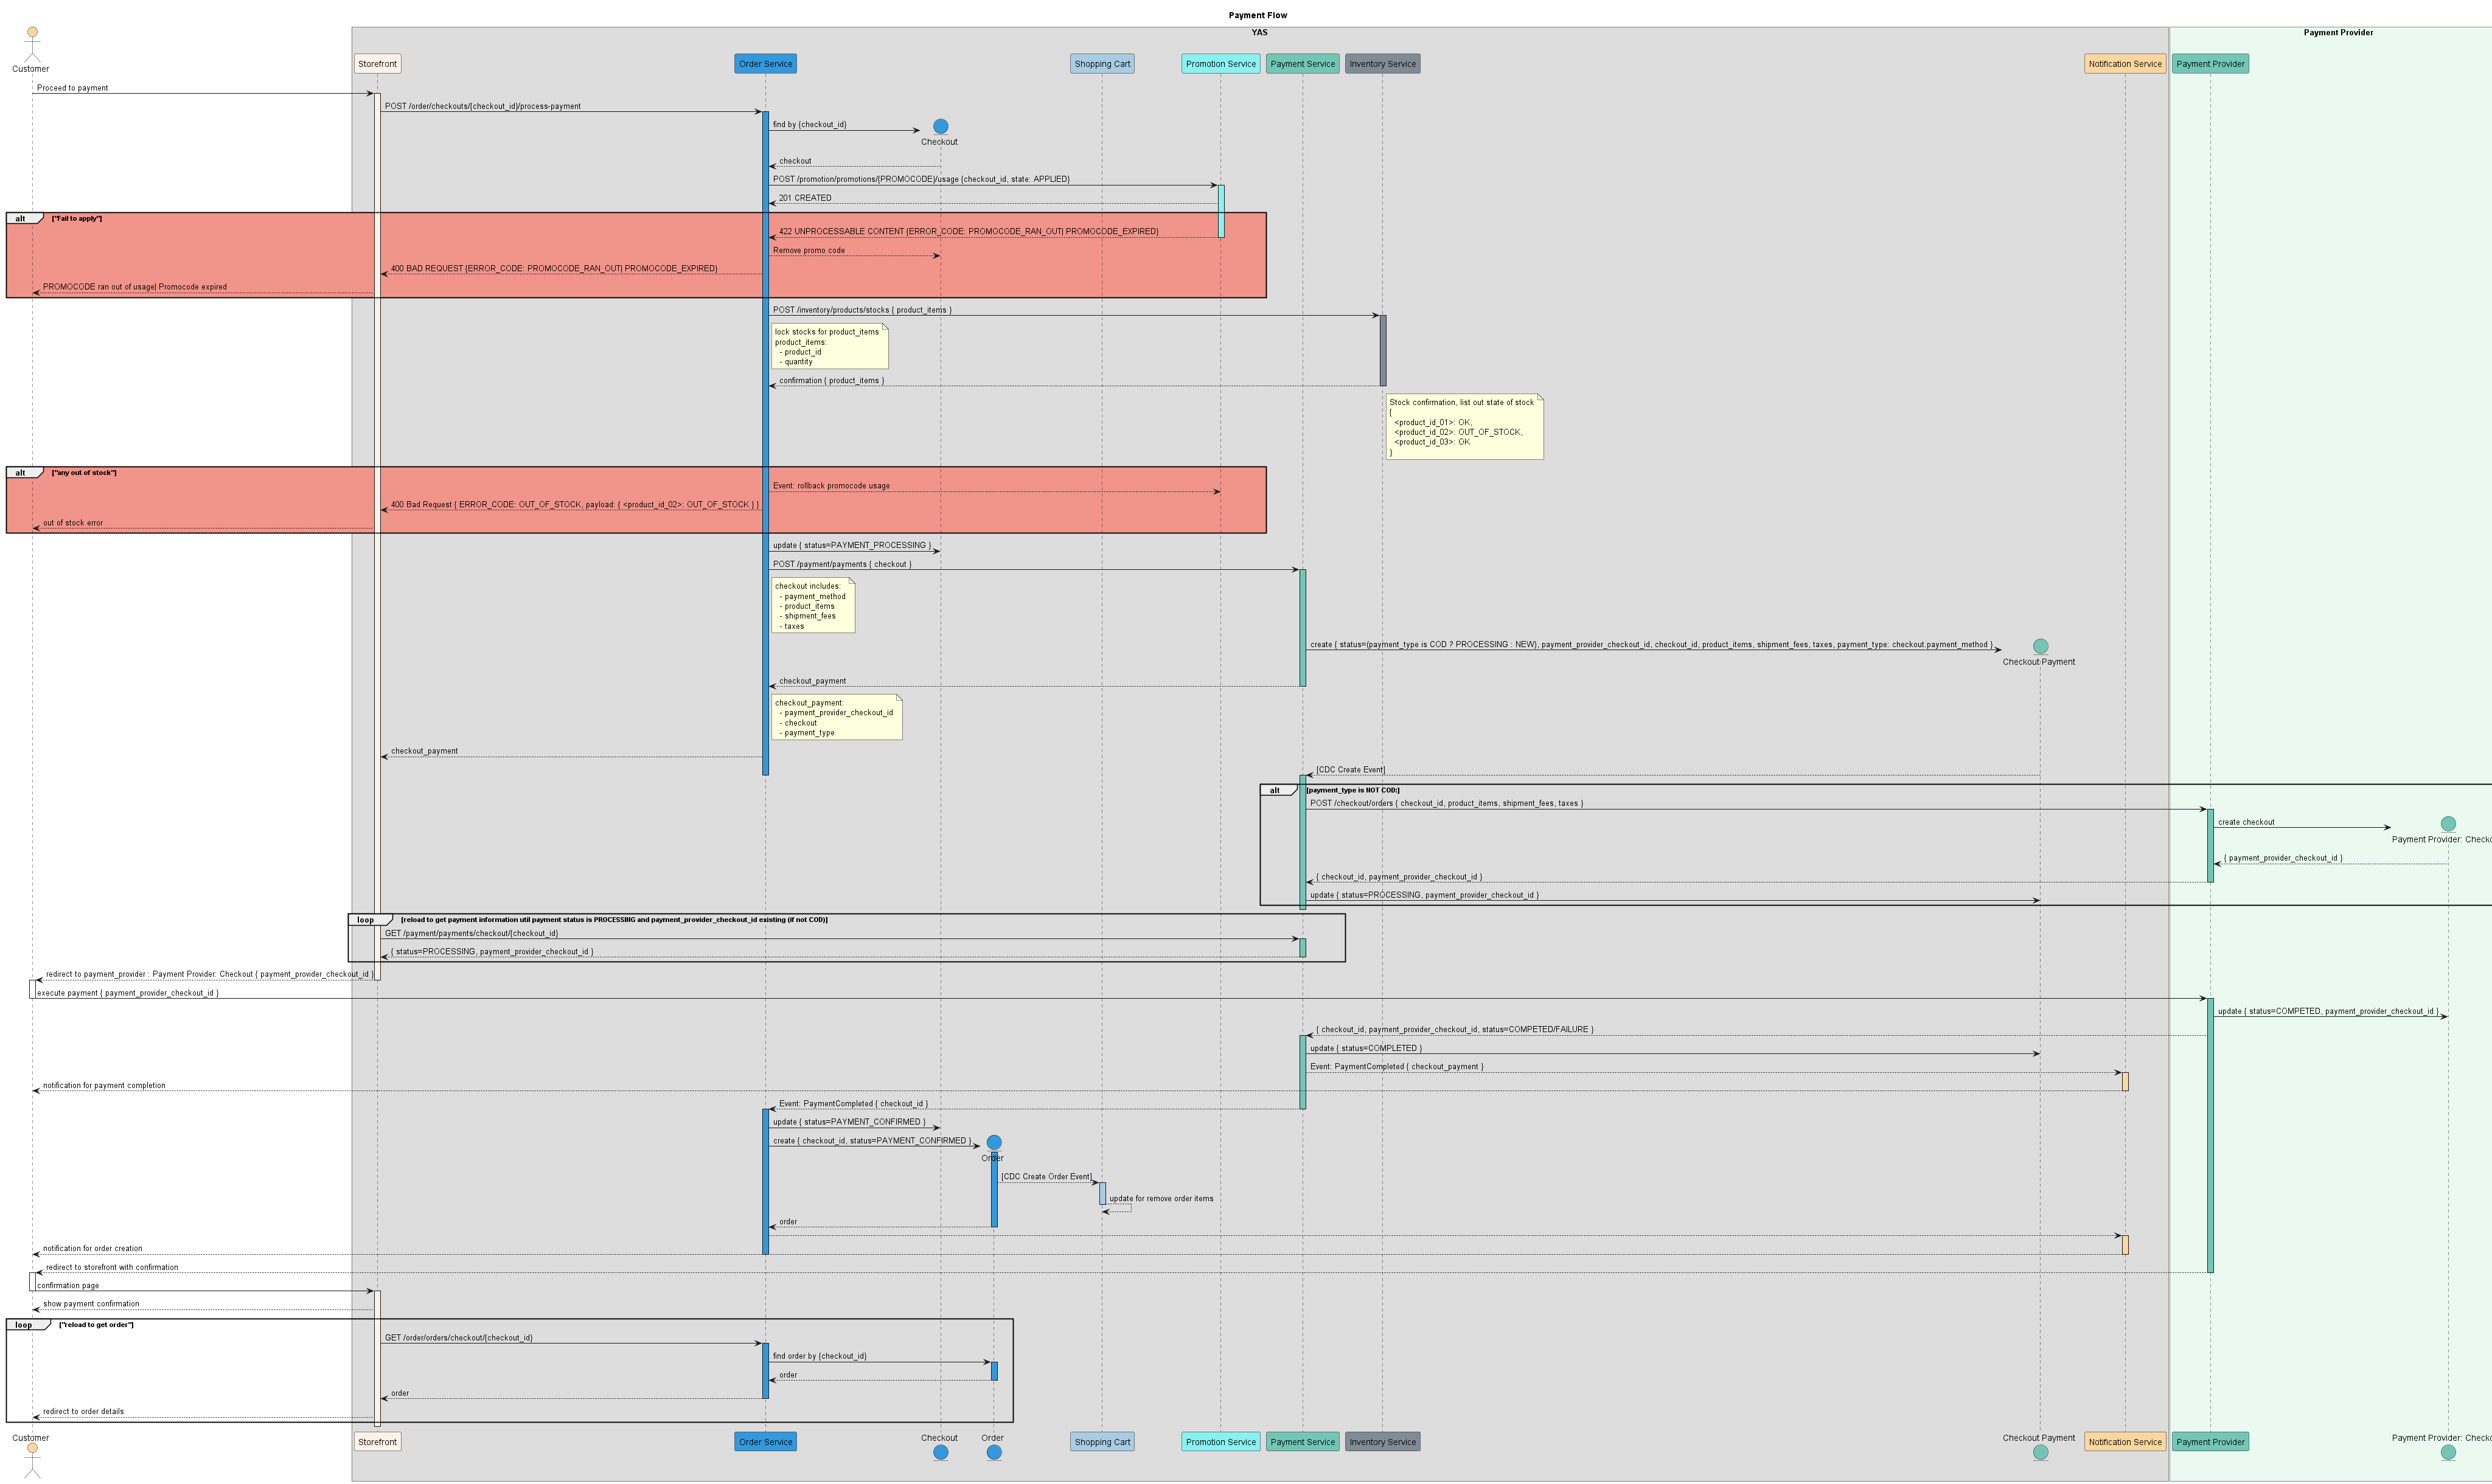 Payment Flow
YAS
Payment Provider
Customer
Storefront
Order Service
Shopping Cart
Promotion Service
Payment Service
Inventory Service
Notification Service
Payment Provider
Proceed to payment
POST /order/checkouts/{checkout_id}/process-payment
find by {checkout_id}
Checkout
checkout
POST /promotion/promotions/{PROMOCODE}/usage {checkout_id, state: APPLIED}
201 CREATED
alt ["Fail to apply"]
422 UNPROCESSABLE CONTENT {ERROR_CODE: PROMOCODE_RAN_OUT| PROMOCODE_EXPIRED}
Remove promo code
400 BAD REQUEST {ERROR_CODE: PROMOCODE_RAN_OUT| PROMOCODE_EXPIRED}
PROMOCODE ran out of usage| Promocode expired
POST /inventory/products/stocks { product_items }
lock stocks for product_items
product_items:
- product_id
- quantity
confirmation { product_items }
Stock confirmation, list out state of stock
{
<product_id_01>: OK,
<product_id_02>: OUT_OF_STOCK,
<product_id_03>: OK
}
alt ["any out of stock"]
Event: rollback promocode usage
400 Bad Request { ERROR_CODE: OUT_OF_STOCK, payload: { <product_id_02>: OUT_OF_STOCK } }
out of stock error
update { status=PAYMENT_PROCESSING }
POST /payment/payments { checkout }
checkout includes:
- payment_method
- product_items
- shipment_fees
- taxes
create { status=(payment_type is COD ? PROCESSING : NEW), payment_provider_checkout_id, checkout_id, product_items, shipment_fees, taxes, payment_type: checkout.payment_method }
Checkout Payment
checkout_payment
checkout_payment:
- payment_provider_checkout_id
- checkout
- payment_type
checkout_payment
[CDC Create Event]
alt [payment_type is NOT COD:]
POST /checkout/orders { checkout_id, product_items, shipment_fees, taxes }
create checkout
Payment Provider: Checko
{ payment_provider_checkout_id }
{ checkout_id, payment_provider_checkout_id }
update { status=PROCESSING, payment_provider_checkout_id }
loop [reload to get payment information util payment status is PROCESSING and payment_provider_checkout_id existing (if not COD)]
GET /payment/payments/checkout/{checkout_id}
{ status=PROCESSING, payment_provider_checkout_id }
redirect to payment_provider : Payment Provider: Checkout { payment_provider_checkout_id }
execute payment { payment_provider_checkout_id }
update { status=COMPETED, payment_provider_checkout_id }
{ checkout_id, payment_provider_checkout_id, status=COMPETED/FAILURE }
update { status=COMPLETED }
Event: PaymentCompleted { checkout_payment }
notification for payment completion
Event: PaymentCompleted { checkout_id }
update { status=PAYMENT_CONFIRMED }
create { checkout_id, status=PAYMENT_CONFIRMED }
Order
[CDC Create Order Event]
update for remove order items
order
notification for order creation
redirect to storefront with confirmation
confirmation page
show payment confirmation
loop ["reload to get order"]
GET /order/orders/checkout/{checkout_id}
find order by {checkout_id}
order
order
redirect to order details
Customer
Storefront
Order Service
Checkout
Order
Shopping Cart
Promotion Service
Payment Service
Inventory Service
Checkout Payment
Notification Service
Payment Provider
Payment Provider: Checko